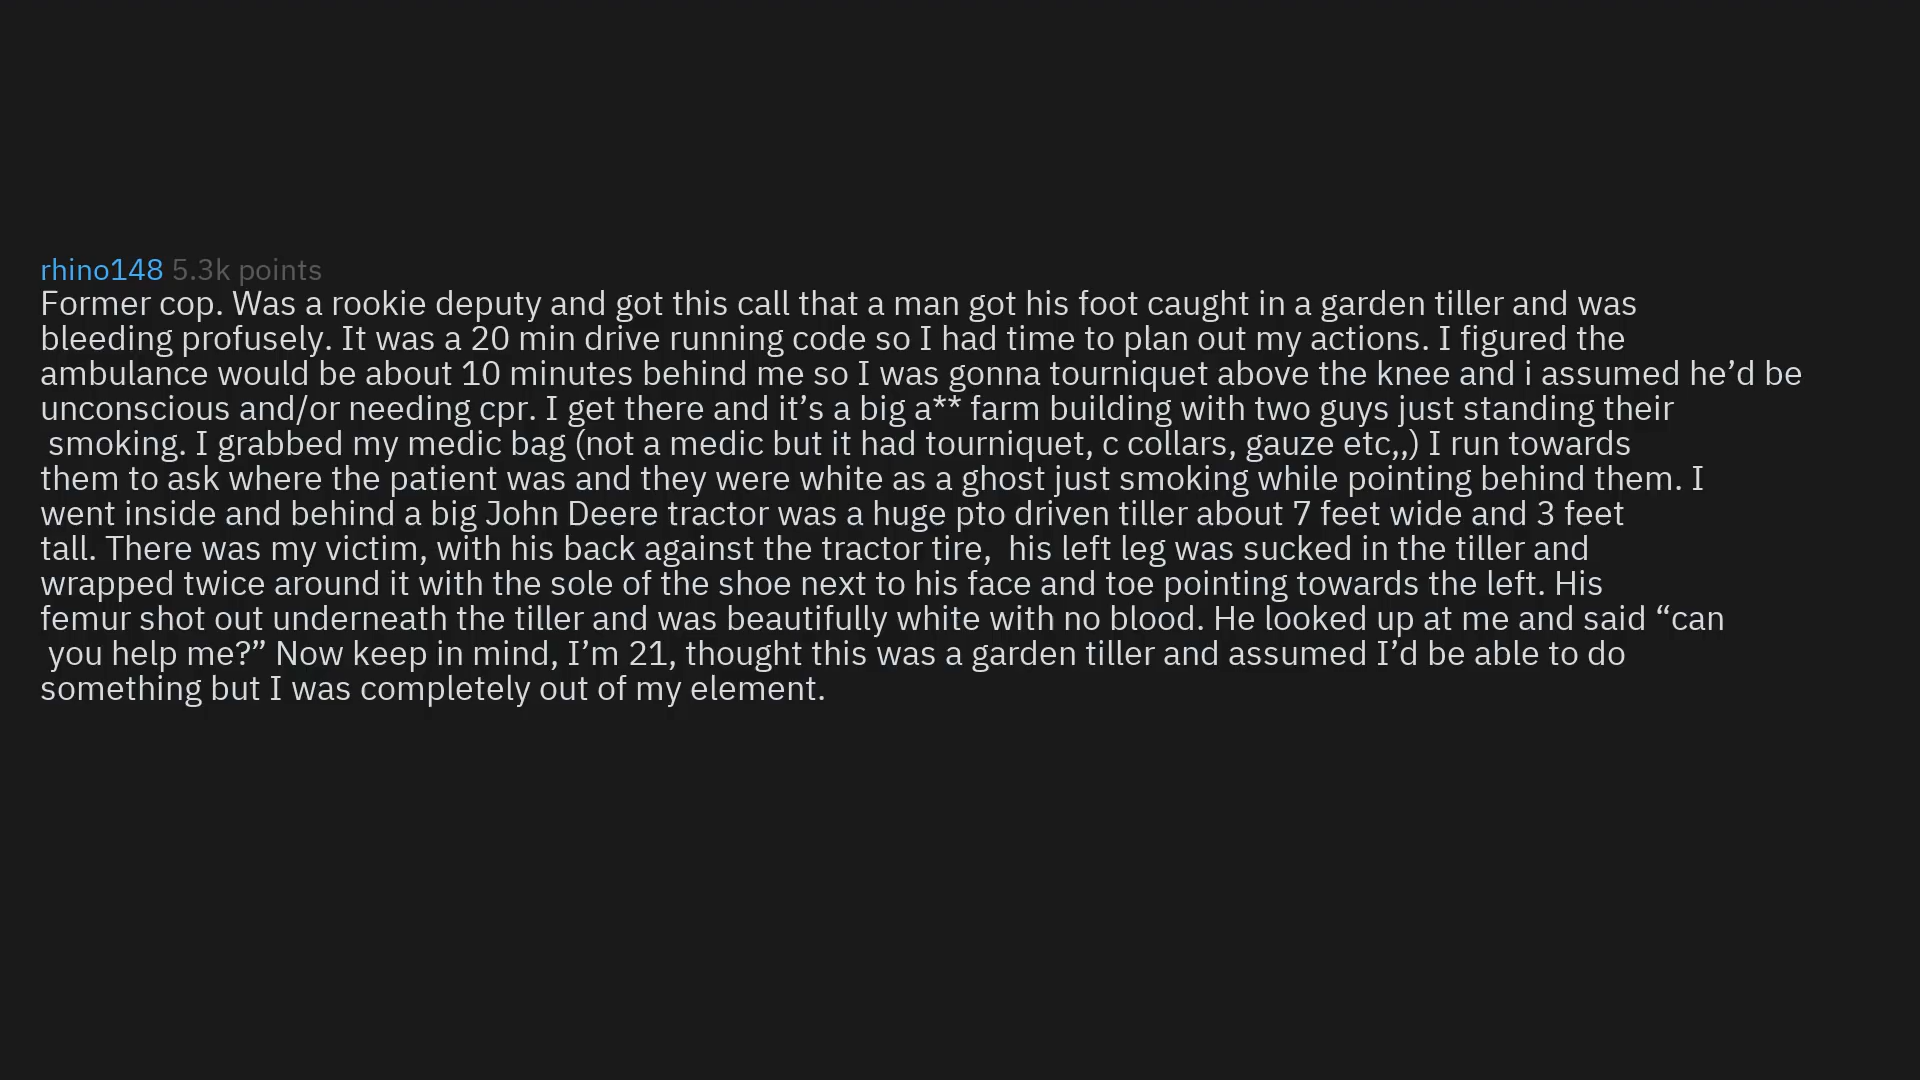 rhino148 5.3k points
Former cop. Was a rookie deputy and got this call that a man got his foot caught in a garden tiller and was
bleeding profusely. It was a 20 min drive running code so I had time to plan out my actions. I figured the
ambulance would be about 10 minutes behind me so I was gonna tourniquet above the knee and i assumed he’d be
unconscious and/or needing cpr. I get there and it’s a big a** farm building with two guys just standing their
smoking. I grabbed my medic bag (not a medic but it had tourniquet, c collars, gauze etc,,) I run towards
them to ask where the patient was and they were white as a ghost just smoking while pointing behind them. I
went inside and behind a big John Deere tractor was a huge pto driven tiller about 7 feet wide and 3 feet
tall. There was my victim, with his back against the tractor tire,  his left leg was sucked in the tiller and
wrapped twice around it with the sole of the shoe next to his face and toe pointing towards the left. His
femur shot out underneath the tiller and was beautifully white with no blood. He looked up at me and said “can
you help me?” Now keep in mind, I’m 21, thought this was a garden tiller and assumed I’d be able to do
something but I was completely out of my element.